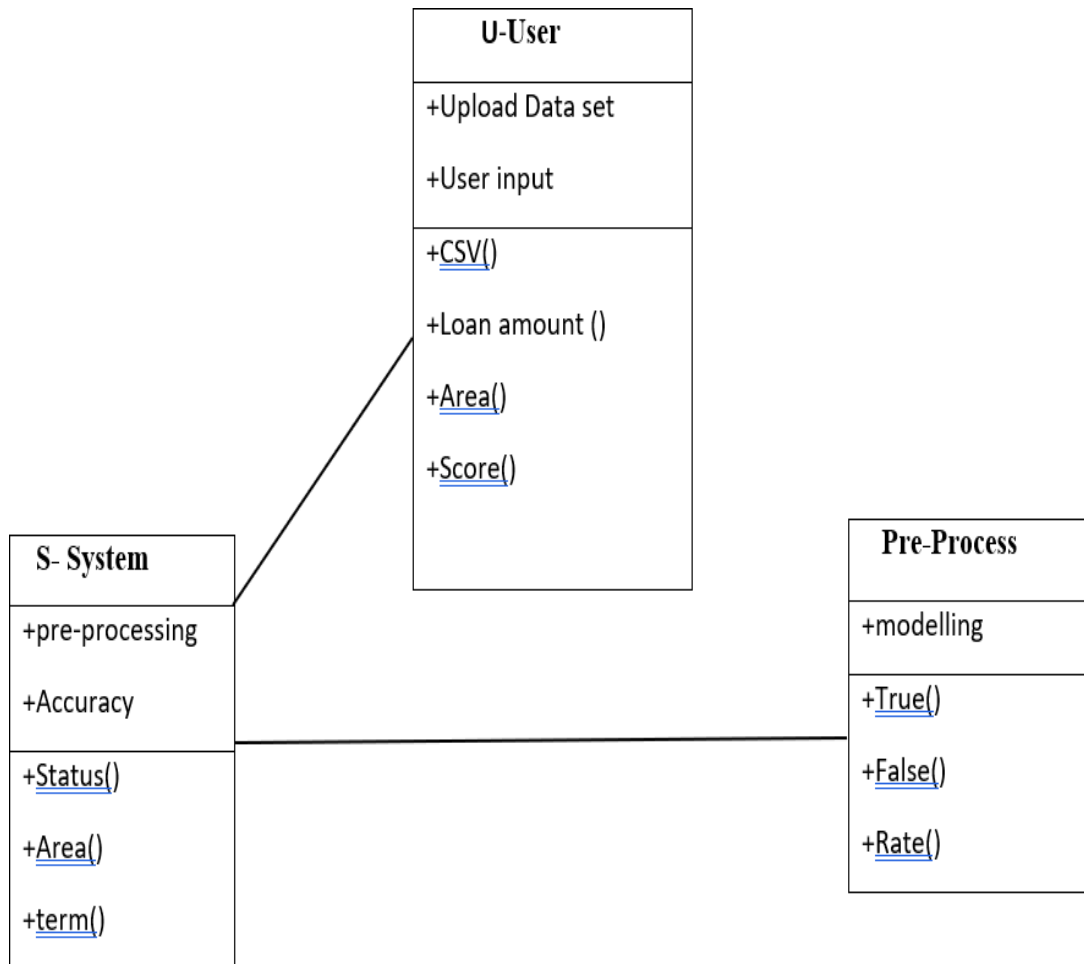 U-User
+Upload Data set
+User input
+CSV()
+Loan amount ()
+Area()
+Score()
S- System
+pre-processing
+Accuracy
+Status()
+Area()
+term()
Pre-Process
+modelling
+True()
+False()
+Rate()